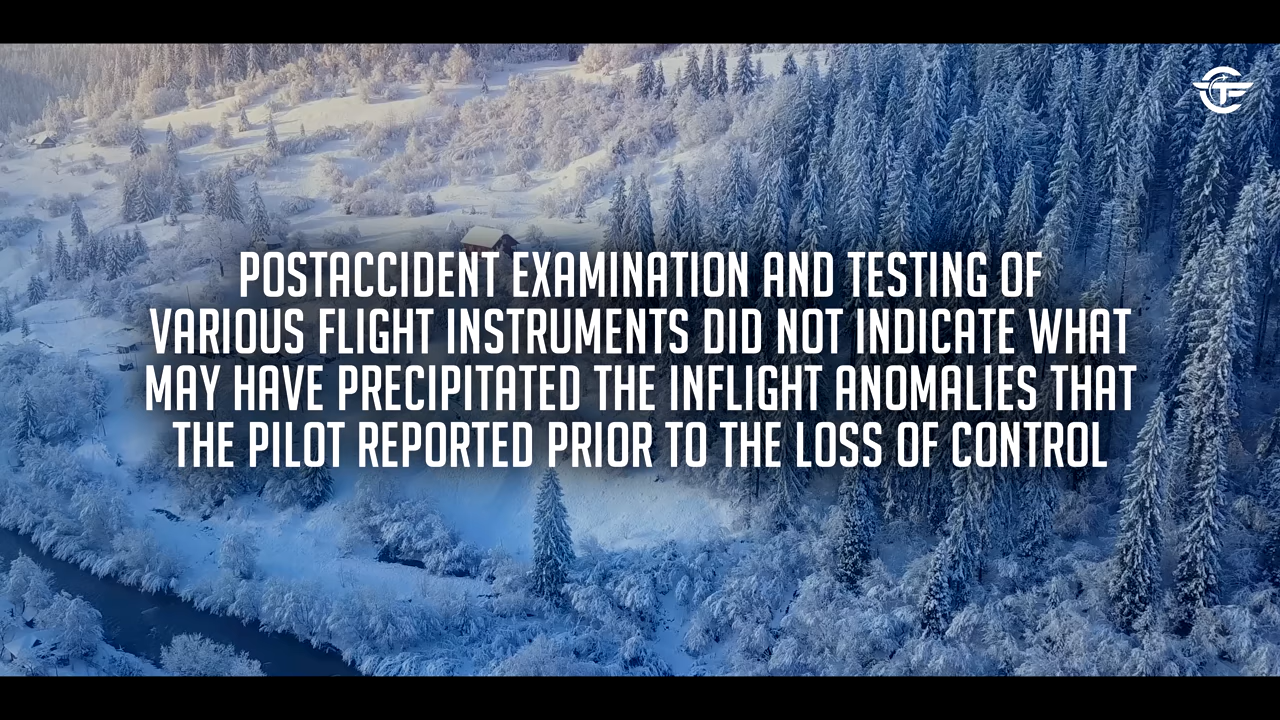 POSTACCIDENT EXAMINATION AND TESTING OF
VARIOUS FLIGHT INSTRUMENTS DID NOT INDICATE WHAT
MAY HAVE PRECIPITATED THE INFLIGHT ANOMALIES THAT
THE PILOT REPORTED PRIOR TO THE LOSS OF CONTROL